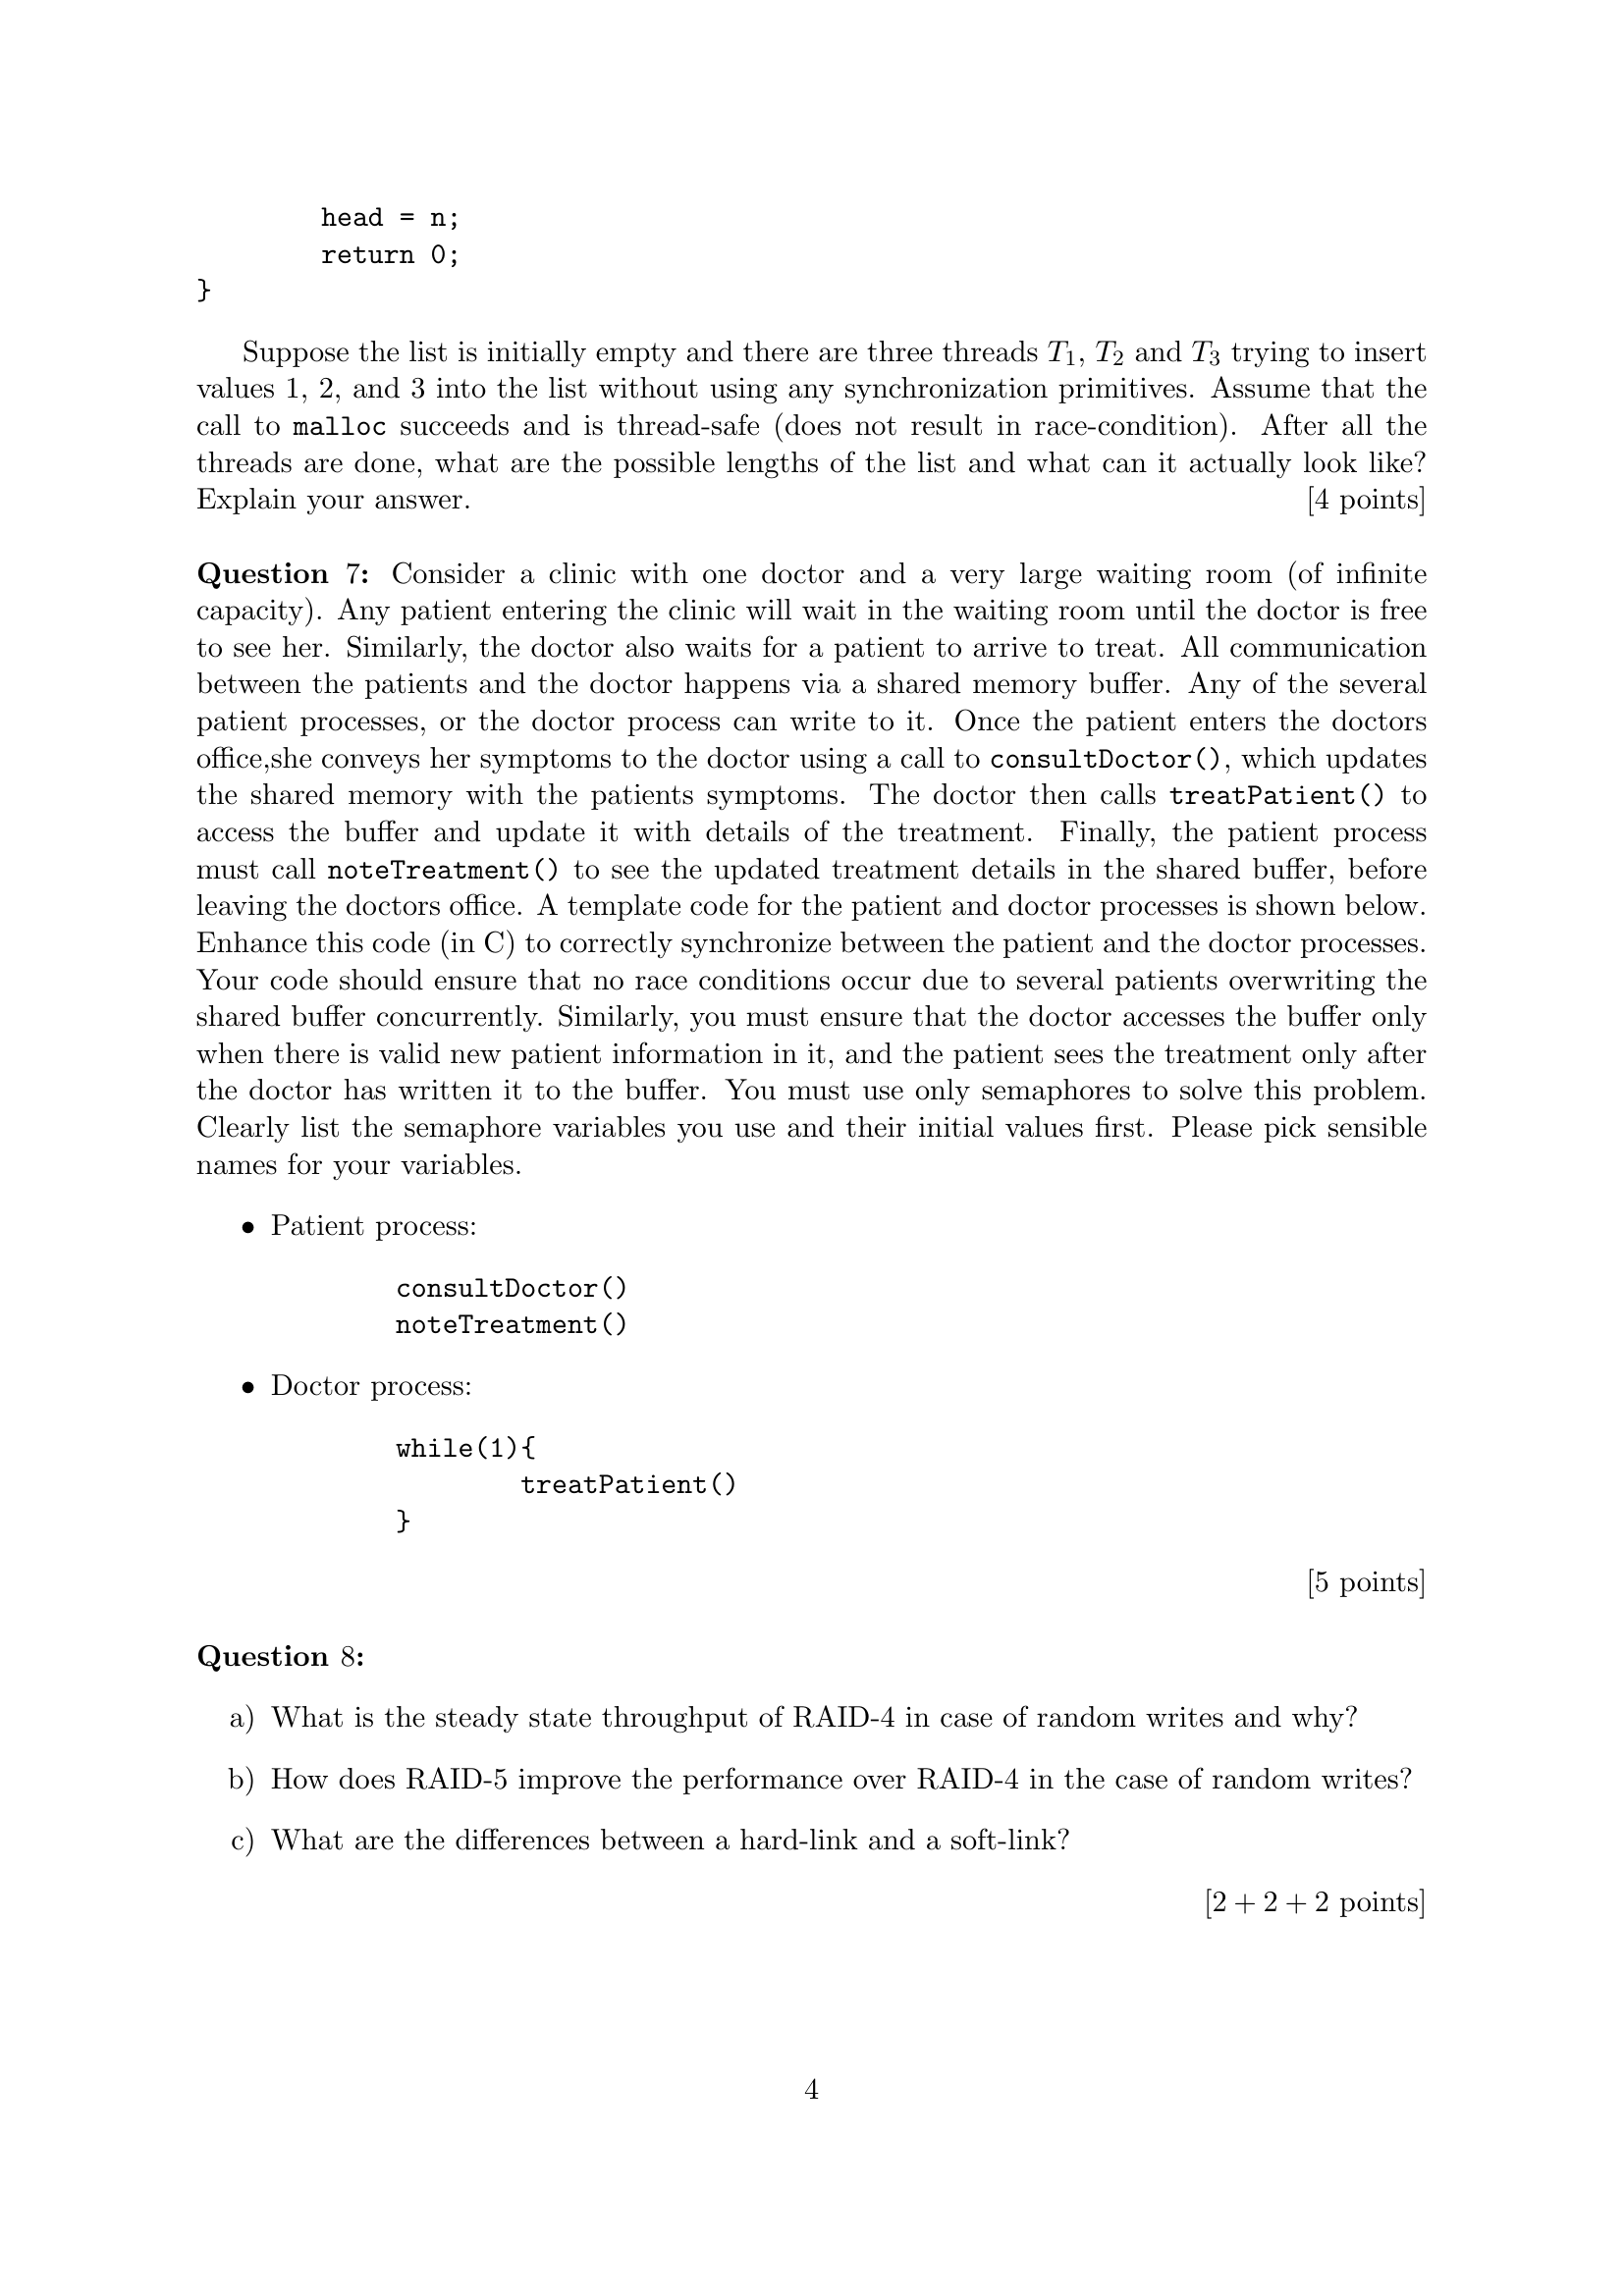 head = n;
return 0;
}
Suppose the list is initially empty and there are three threads T₁, T₂ and T₃ trying to insert
values 1, 2, and 3 into the list without using any synchronization primitives. Assume that the
call to malloc succeeds and is thread-safe (does not result in race-condition). After all the
threads are done, what are the possible lengths of the list and what can it actually look like?
Explain your answer. [4 points]
Question 7: Consider a clinic with one doctor and a very large waiting room (of infinite
capacity). Any patient entering the clinic will wait in the waiting room until the doctor is free
to see her. Similarly, the doctor also waits for a patient to arrive to treat. All communication
between the patients and the doctor happens via a shared memory buffer. Any of the several
patient processes, or the doctor process can write to it. Once the patient enters the doctors
office,she conveys her symptoms to the doctor using a call to consultDoctor(), which updates
the shared memory with the patients symptoms. The doctor then calls treatPatient() to
access the buffer and update it with details of the treatment. Finally, the patient process
must call noteTreatment() to see the updated treatment details in the shared buffer, before
leaving the doctors office. A template code for the patient and doctor processes is shown below.
Enhance this code (in C) to correctly synchronize between the patient and the doctor processes.
Your code should ensure that no race conditions occur due to several patients overwriting the
shared buffer concurrently. Similarly, you must ensure that the doctor accesses the buffer only
when there is valid new patient information in it, and the patient sees the treatment only after
the doctor has written it to the buffer. You must use only semaphores to solve this problem.
Clearly list the semaphore variables you use and their initial values first. Please pick sensible
names for your variables.
• Patient process:
consultDoctor()
noteTreatment()
• Doctor process:
while(1){
treatPatient()
}
[5 points]
Question 8:
a) What is the steady state throughput of RAID-4 in case of random writes and why?
b) How does RAID-5 improve the performance over RAID-4 in the case of random writes?
c) What are the differences between a hard-link and a soft-link?
[2 + 2 + 2 points]
4